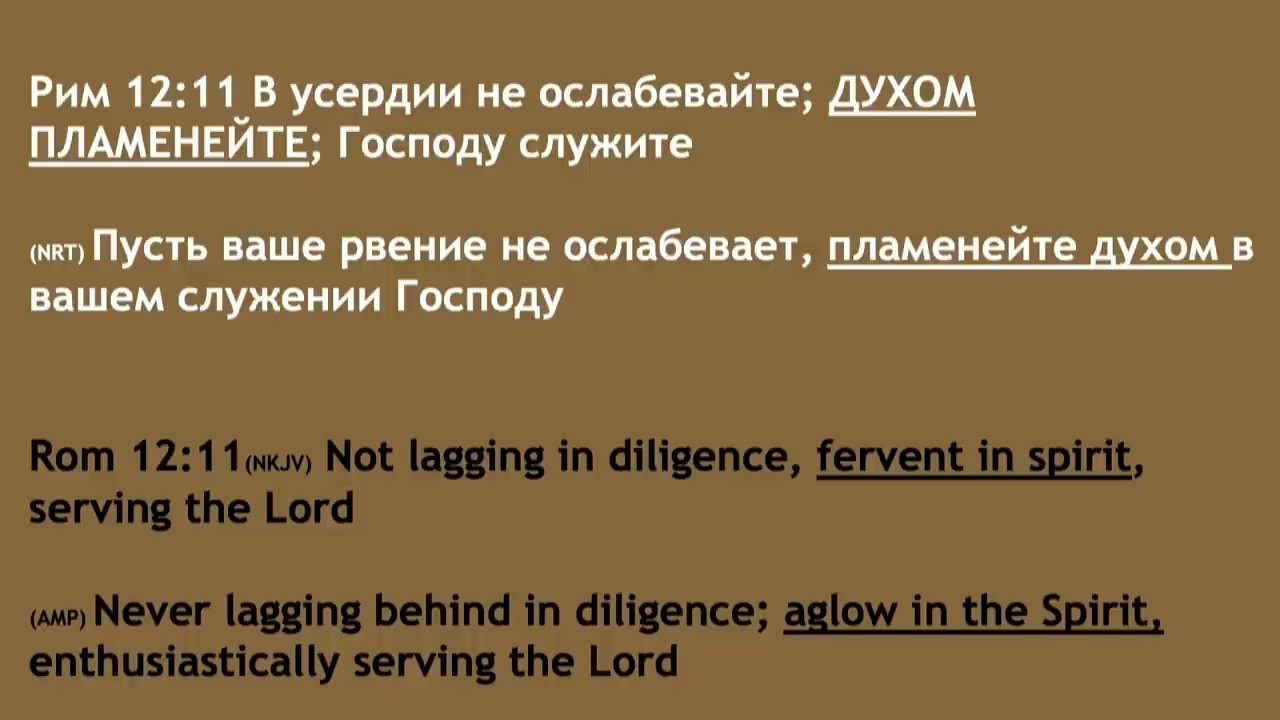 Рим 12:11 В усердии не ослабевайте; ДУХОМ
ПЛАМЕНЕЙТЕ; Господу служите
(NRT) Пусть ваше рвение не ослабевает, пламенейте духом в
вашем служении Господу
Rom 12:11(NKJV) Not lagging in diligence, fervent in spirit,
serving the Lord
(AMP) Never lagging behind in diligence; aglow in the Spirit,
enthusiastically serving the Lord